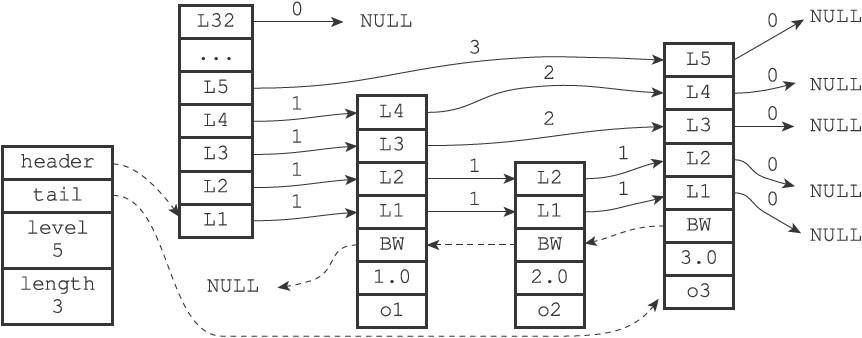 header
tail
level
5
length
3
L32
...
L5
L4
L3
L2
L1
0
NULL
3
1
1
1
1
NULL
L4
L3
L2
L1
BW
1.0
o1
2
2
1
1
L2
L1
BW
2.0
o2
1
1
L5
L4
L3
L2
L1
BW
3.0
o3
0
NULL
0
NULL
0
NULL
0
NULL
0
NULL